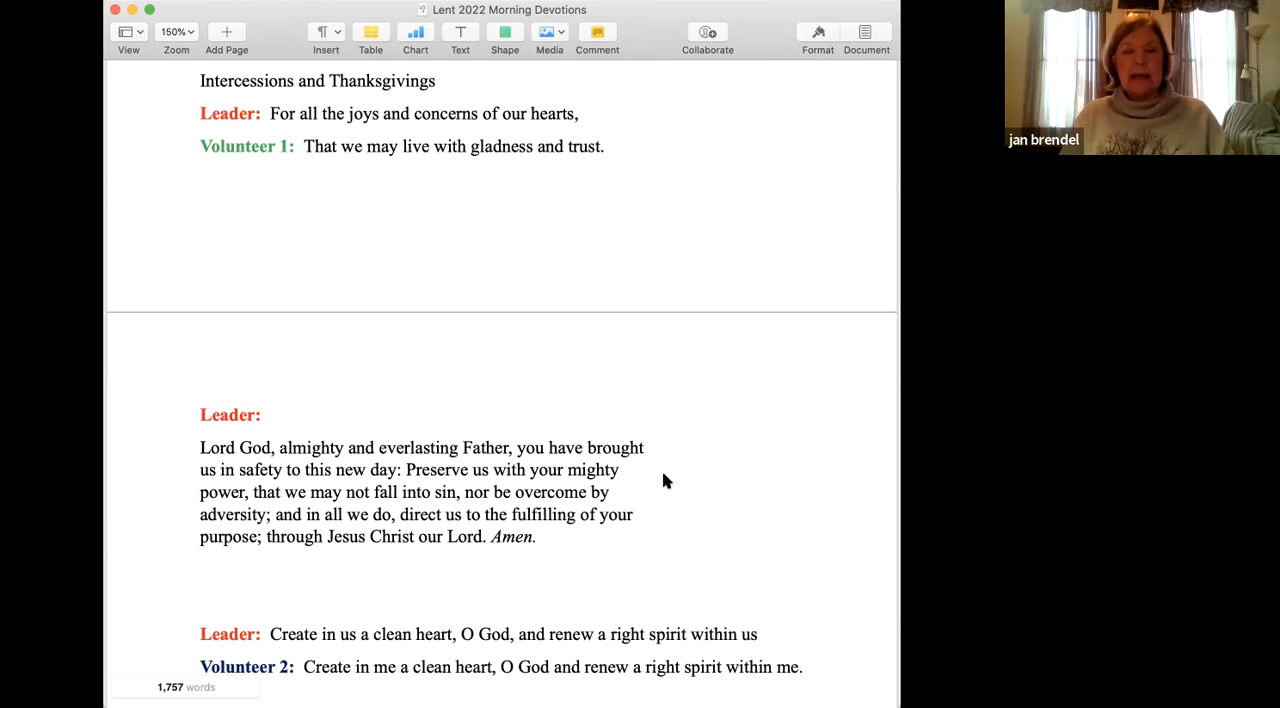 Lent 2022 Morning Devotions
150%
View Zoom Add Page Insert Table Chart Text Shape Media Comment Collaborate Format Document
Intercessions and Thanksgivings
Leader: For all the joys and concerns of our hearts,
Volunteer 1: That we may live with gladness and trust.
jan brendel
Leader:
Lord God, almighty and everlasting Father, you have brought
us in safety to this new day: Preserve us with your mighty
power, that we may not fall into sin, nor be overcome by
adversity; and in all we do, direct us to the fulfilling of your
purpose; through Jesus Christ our Lord. Amen.
Leader: Create in us a clean heart, O God, and renew a right spirit within us
Volunteer 2: Create in me a clean heart, O God and renew a right spirit within me.
1,757 words